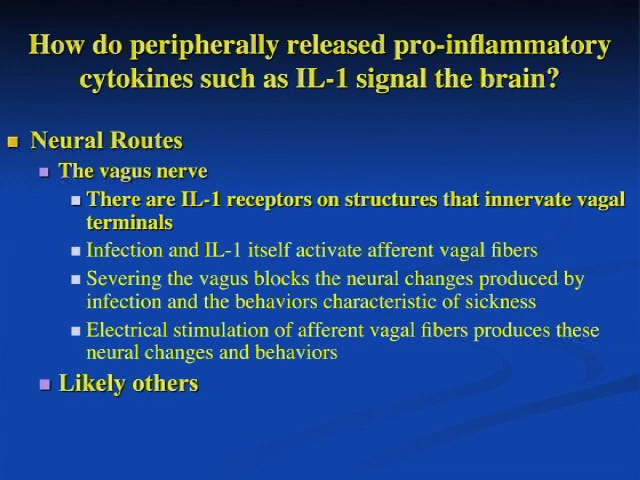 How do peripherally released pro-inflammatory
cytokines such as IL-1 signal the brain?
Neural Routes
The vagus nerve
There are IL-1 receptors on structures that innervate vagal
terminals
Infection and IL-1 itself activate afferent vagal fibers
Severing the vagus blocks the neural changes produced by
infection and the behaviors characteristic of sickness
Electrical stimulation of afferent vagal fibers produces these
neural changes and behaviors
Likely others